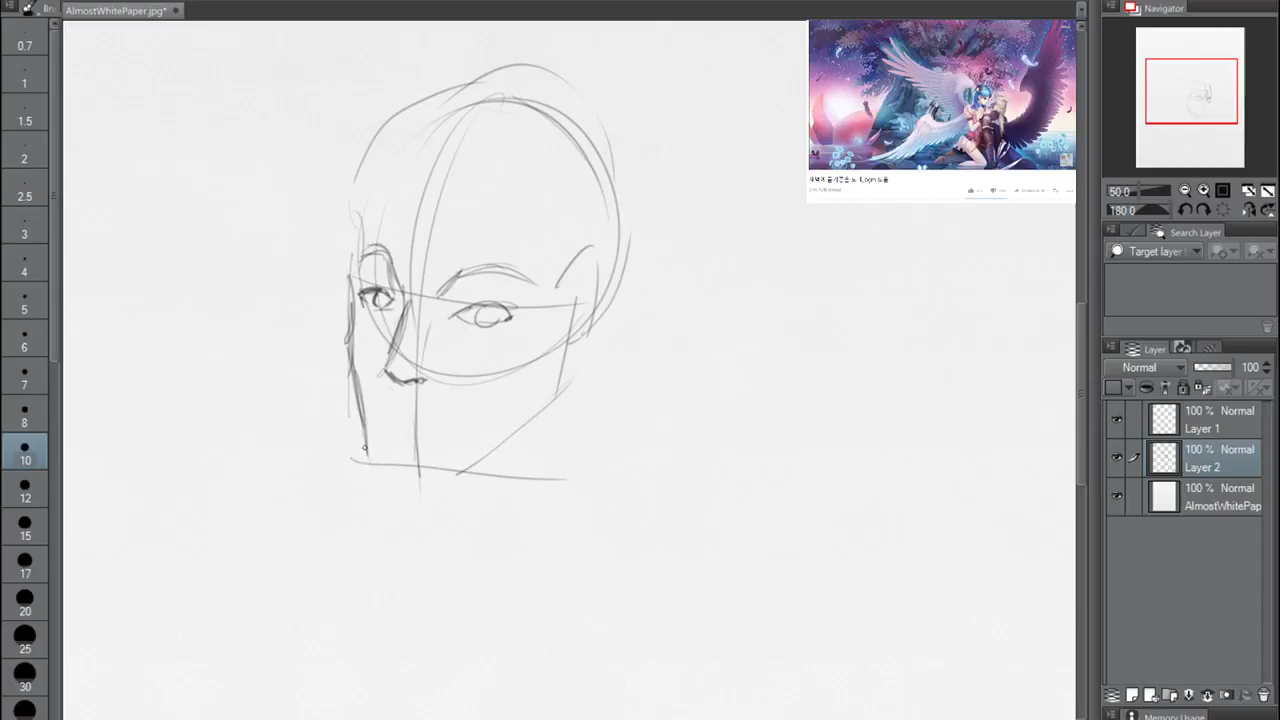 Bru
AlmostWhitePaper.jpg*
0.7
1
1.5
2
2.5
3
4
5
6
7
8
10
12
15
17
20
25
30
Navigator
50.0
180.0
Search Layer
Target layer
Layer
Normal
100
100 % Normal
Layer 1
100 % Normal
Layer 2
100 % Normal
AlmostWhitePap
Memory Usage